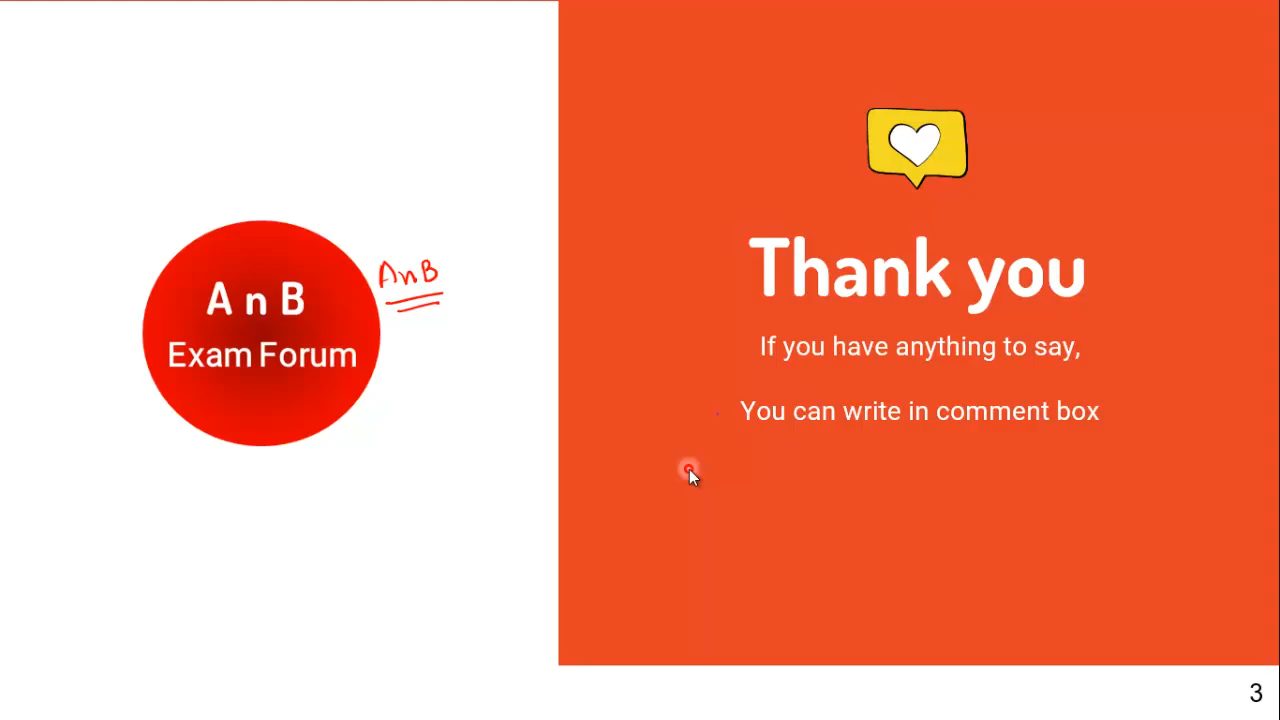 A n B
Exam Forum
AnB
Thank you
If you have anything to say,
You can write in comment box
3